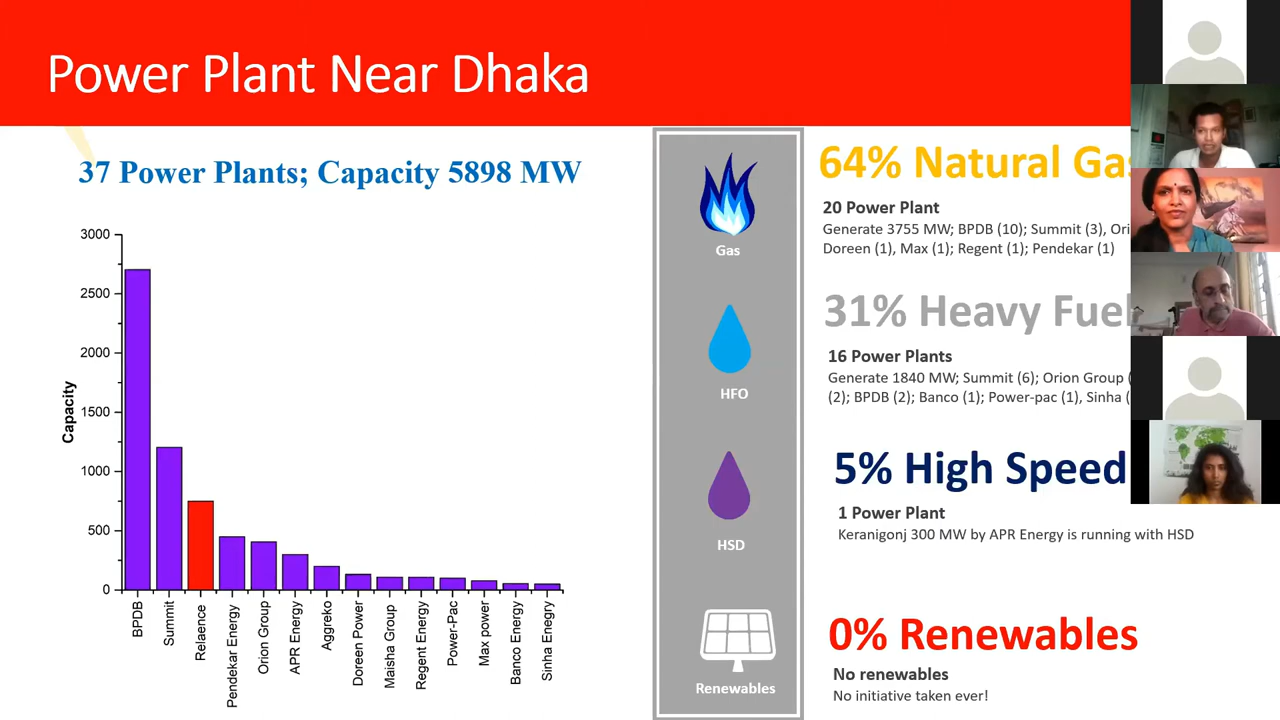 Power Plant Near Dhaka
37 Power Plants; Capacity 5898 MW
Capacity
3000
2500
2000
1500
1000
500
0
BPDB
Summit
Relaence
Pendekar Energy
Orion Group
APR Energy
Aggreko
Doreen Power
Maisha Group
Regent Energy
Power-Pac
Max power
Banco Energy
Sinha Enegry
Gas
HFO
HSD
Renewables
64% Natural Gas
20 Power Plant
Generate 3755 MW; BPDB (10); Summit (3), Ori
Doreen (1), Max (1); Regent (1); Pendekar (1)
31% Heavy Fuel
16 Power Plants
Generate 1840 MW; Summit (6); Orion Group (
(2); BPDB (2); Banco (1); Power-pac (1), Sinha (
5% High Speed
1 Power Plant
Keranigonj 300 MW by APR Energy is running with HSD
0% Renewables
No renewables
No initiative taken ever!